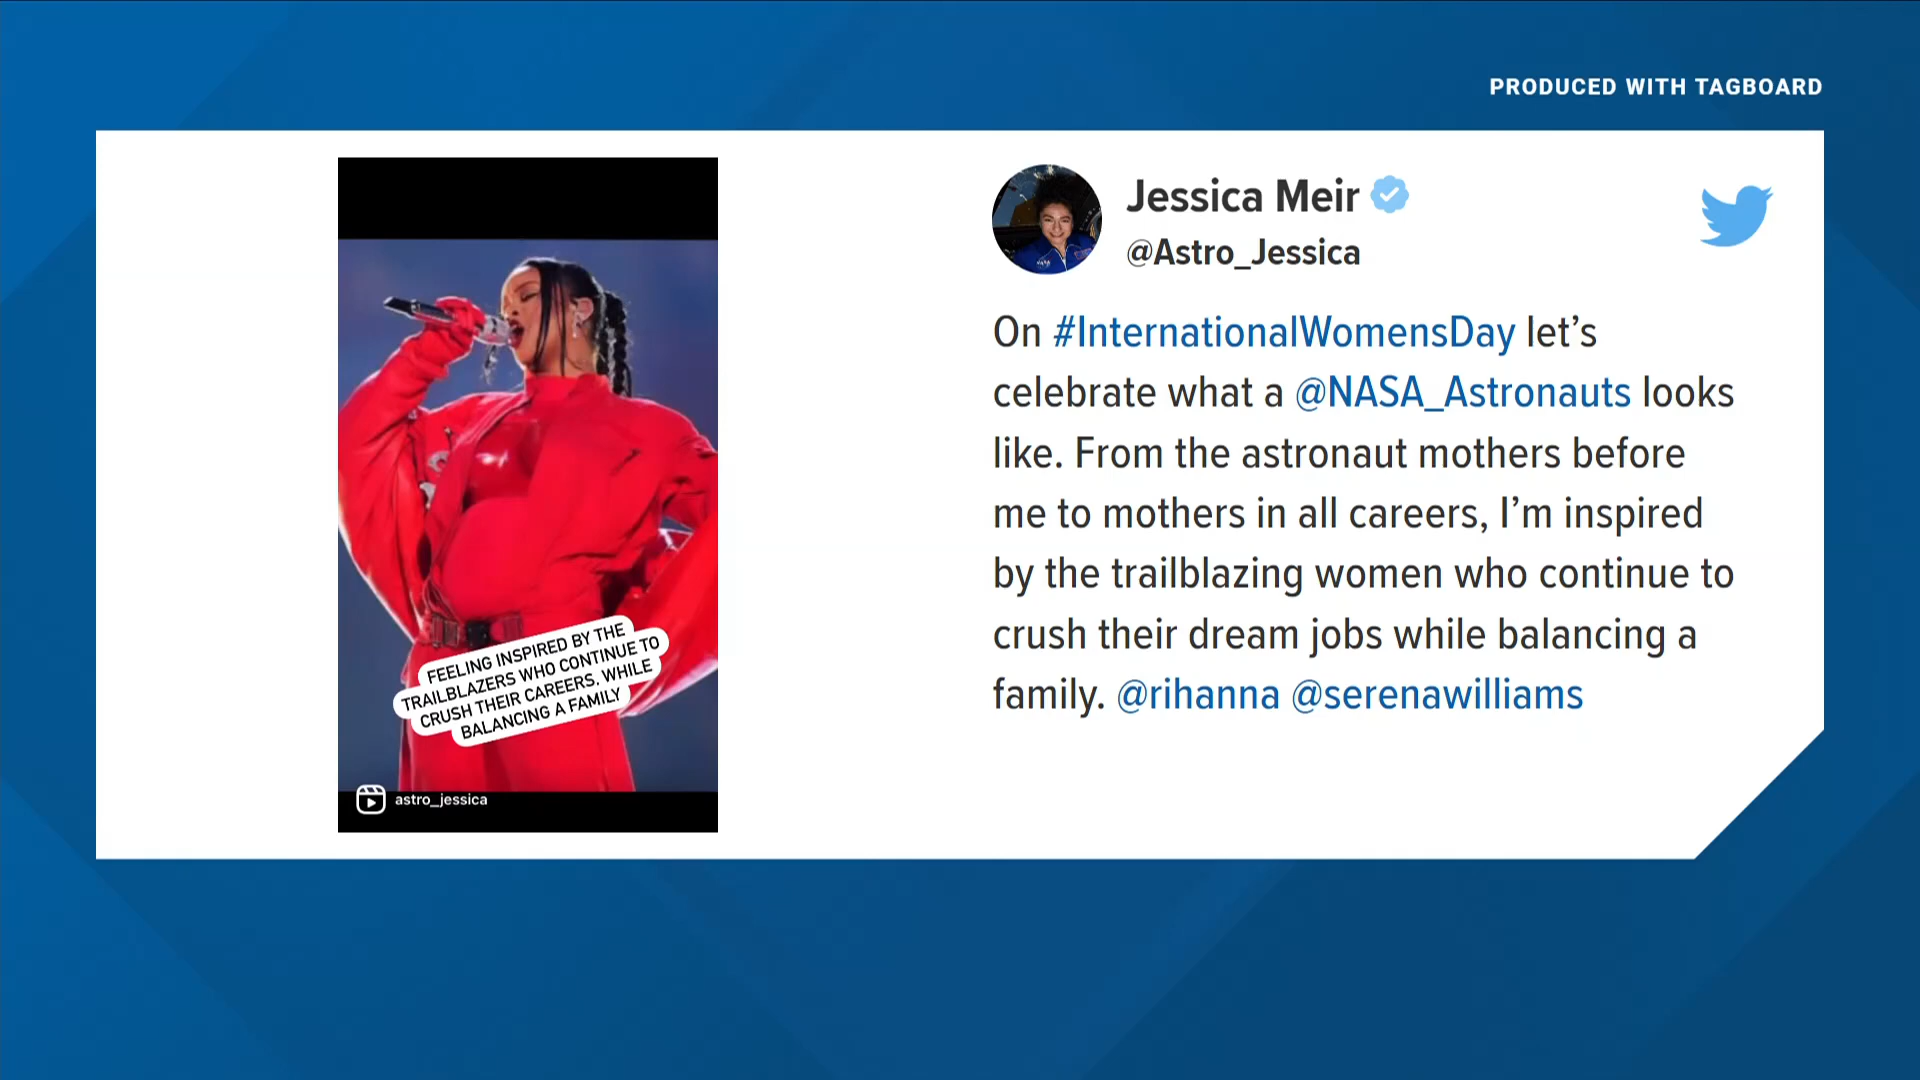 PRODUCED WITH TAGBOARD
Jessica Meir
@Astro_Jessica
On #InternationalWomensDay let’s
celebrate what a @NASA_Astronauts looks
like. From the astronaut mothers before
me to mothers in all careers, I’m inspired
by the trailblazing women who continue to
crush their dream jobs while balancing a
family. @rihanna @serenawilliams
FEELING INSPIRED BY THE
TRAILBLAZERS WHO CONTINUE TO
CRUSH THEIR CAREERS, WHILE
BALANCING A FAMILY
astro_jessica